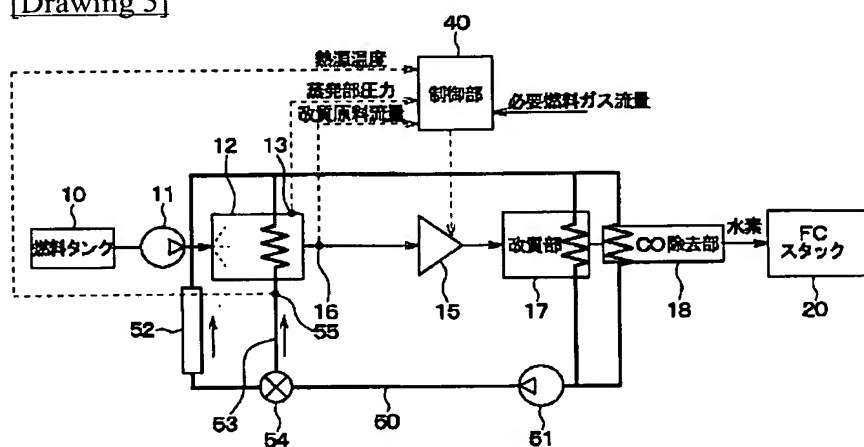 [Drawing 5]
40
熱源温度
蒸発部圧力
改質原料流量
制御部
必要燃料ガス流量
12
13
10
11
燃料タンク
改質部
CO除去部
水素
FC
スタック
16
15
17
18
20
52
55
53
54
50
51